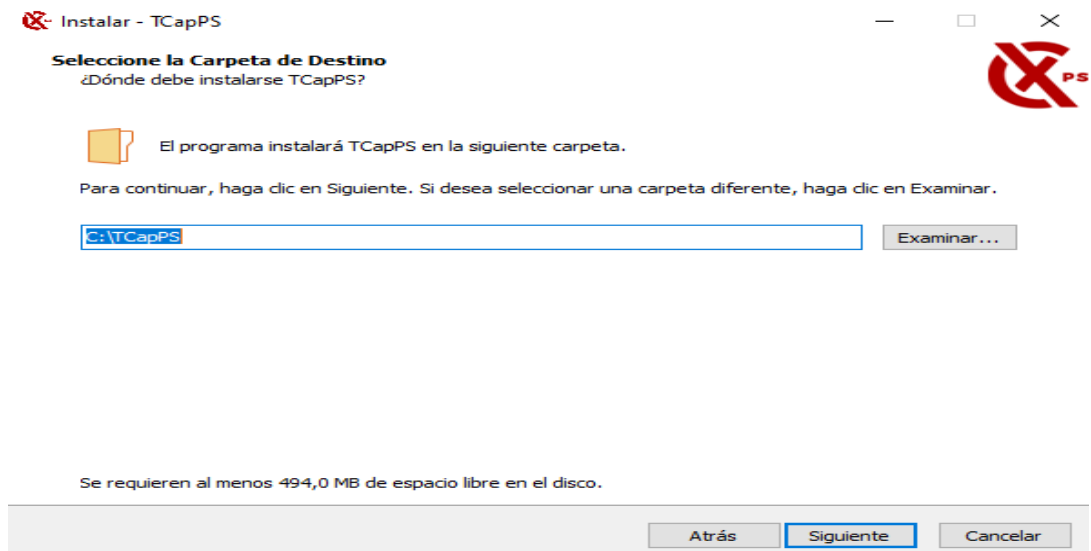 Instalar - TCapPS
Seleccione la Carpeta de Destino
¿Dónde debe instalarse TCapPS?
PS
El programa instalará TCapPS en la siguiente carpeta.
Para continuar, haga clic en Siguiente. Si desea seleccionar una carpeta diferente, haga clic en Examinar.
C:\TCapPS
Examinar...
Se requieren al menos 494,0 MB de espacio libre en el disco.
Atrás Siguiente Cancelar